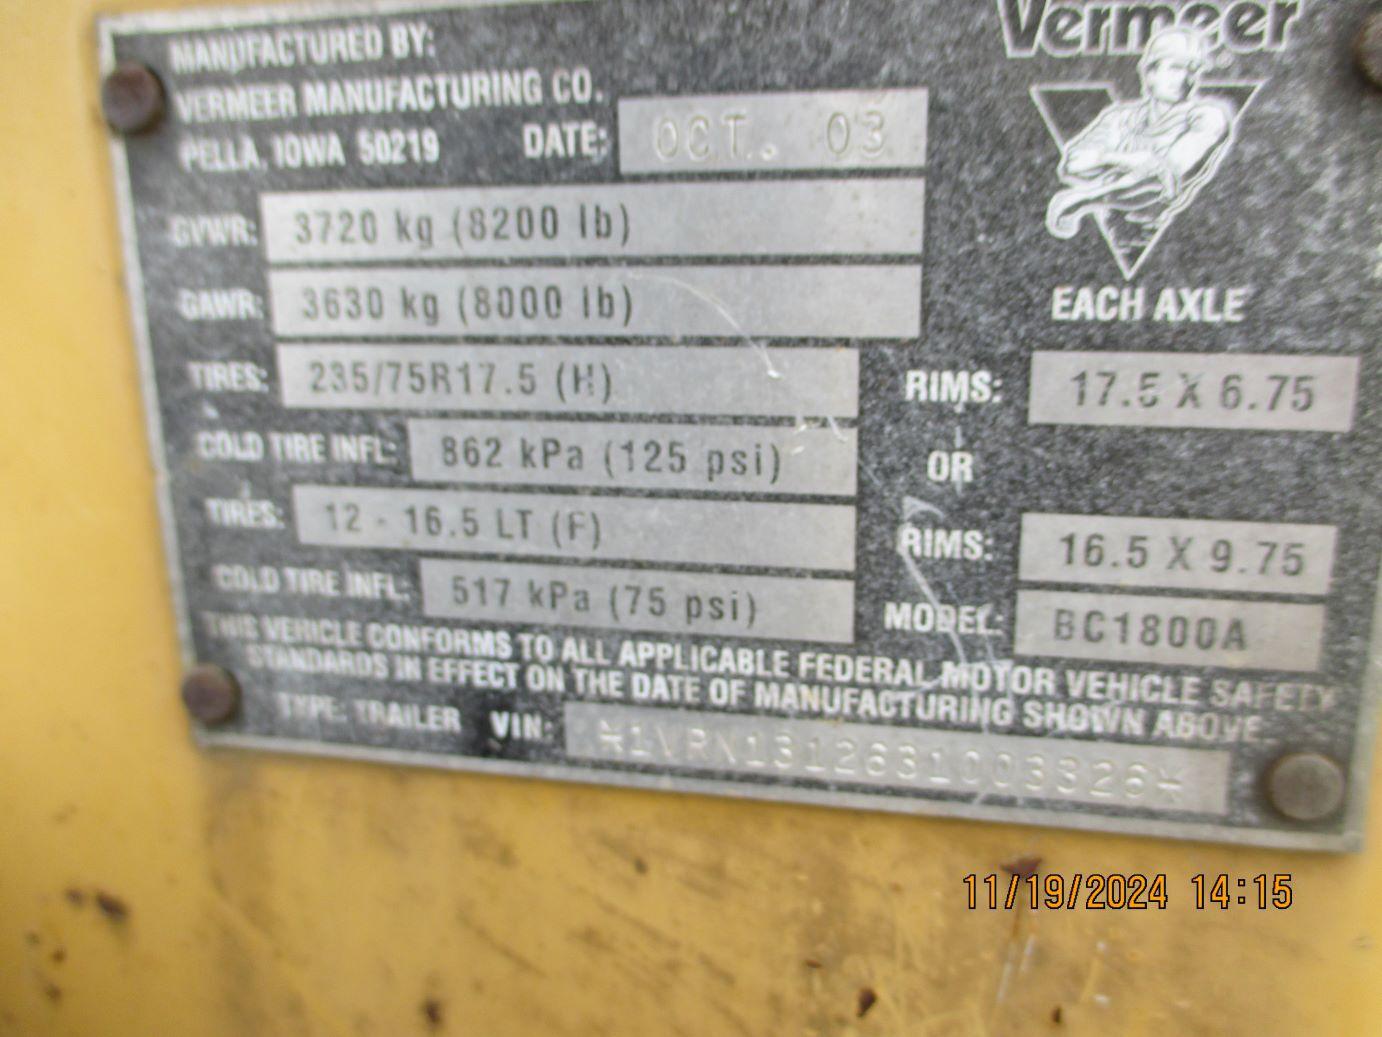 Vermeer
MANUFACTURED BY:
VERMEER MANUFACTURING CO.
PELLA, IOWA 50219 DATE: OCT. 03
GVWR: 3720 kg (8200 lb)
GAWR: 3630 kg (8000 lb) EACH AXLE
TIRES: 235/75R17.5 (H) RIMS: 17.5 X 6.75
COLD TIRE INFL: 862 kPa (125 psi) OR
TIRES: 12 - 16.5 LT (F) RIMS: 16.5 X 9.75
COLD TIRE INFL: 517 kPa (75 psi) MODEL: BC1800A
THIS VEHICLE CONFORMS TO ALL APPLICABLE FEDERAL MOTOR VEHICLE SAFETY
STANDARDS IN EFFECT ON THE DATE OF MANUFACTURING SHOWN ABOVE.
TYPE: TRAILER VIN: *1VRN1312631003326*
11/19/2024 14:15